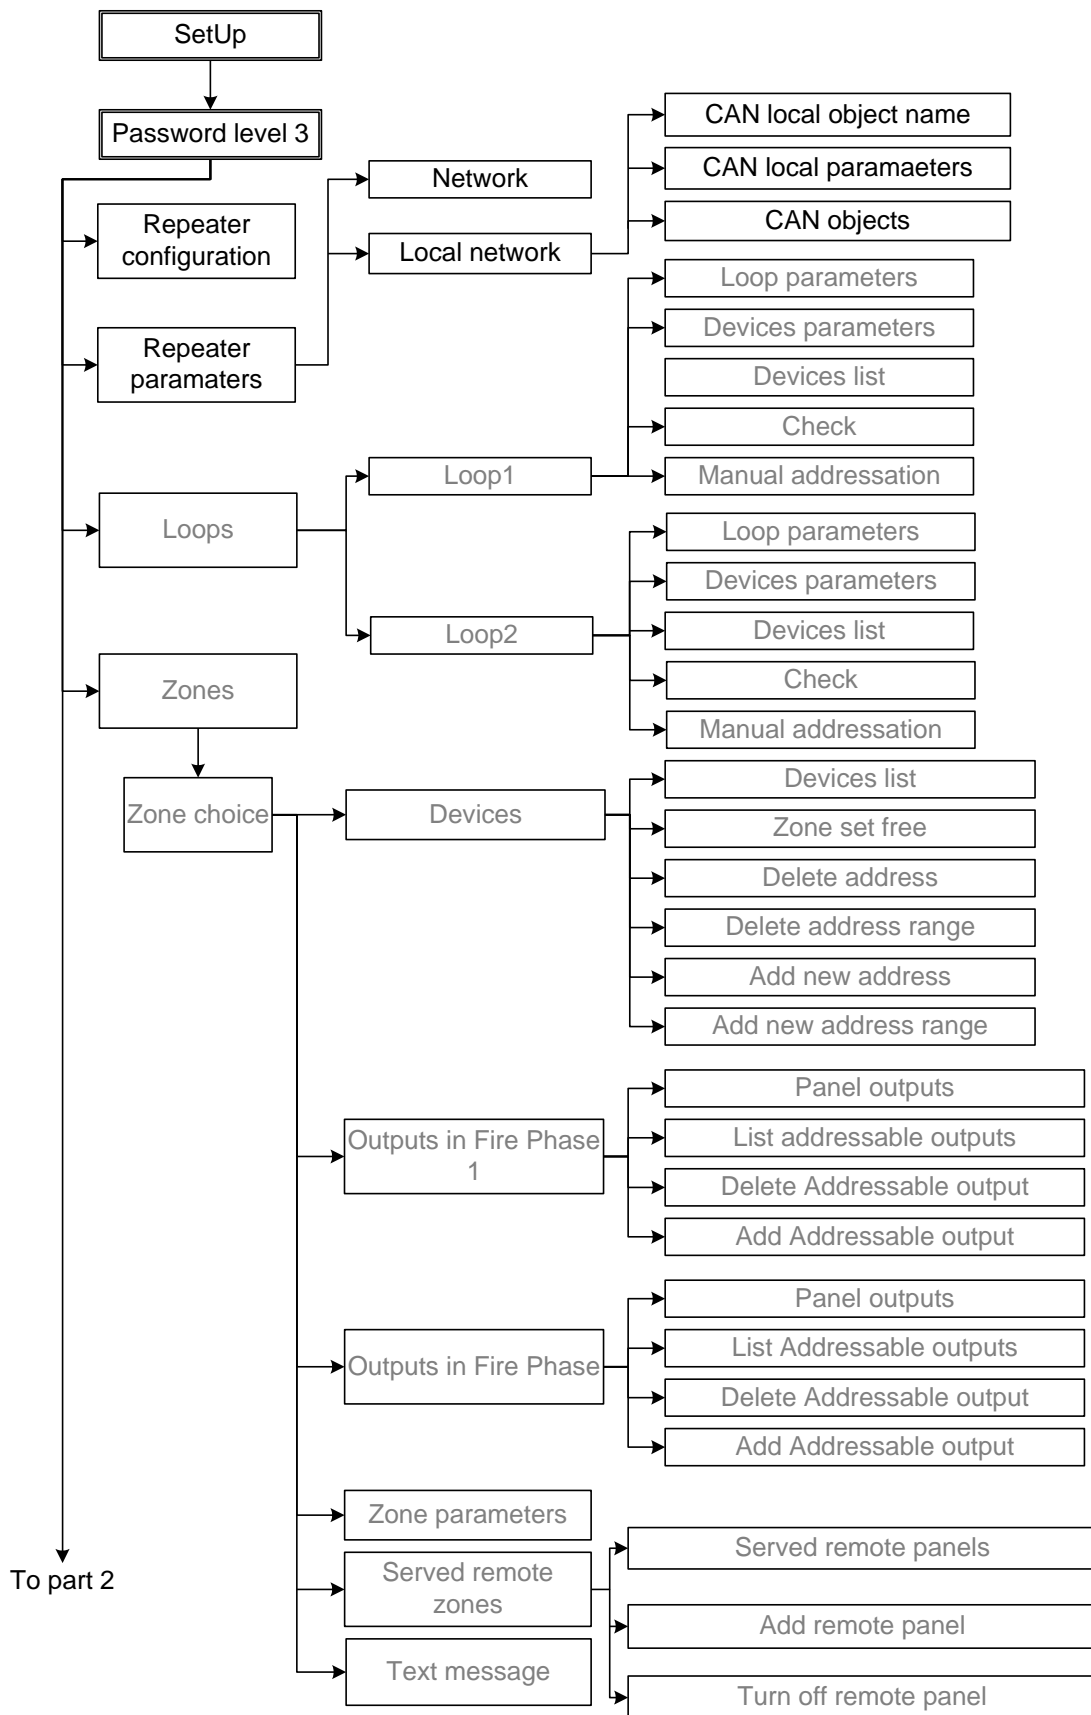 SetUp
Password level 3
Repeater
configuration
Repeater
paramaters
Network
Local network
CAN local object name
CAN local paramaeters
CAN objects
Loops
Loop1
Loop parameters
Devices parameters
Devices list
Check
Manual addressation
Loop2
Loop parameters
Devices parameters
Devices list
Check
Manual addressation
Zones
Zone choice
Devices
Devices list
Zone set free
Delete address
Delete address range
Add new address
Add new address range
Outputs in Fire Phase
1
Panel outputs
List addressable outputs
Delete Addressable output
Add Addressable output
Outputs in Fire Phase
Panel outputs
List Addressable outputs
Delete Addressable output
Add Addressable output
Zone parameters
Served remote
zones
Served remote panels
Add remote panel
Turn off remote panel
Text message
To part 2